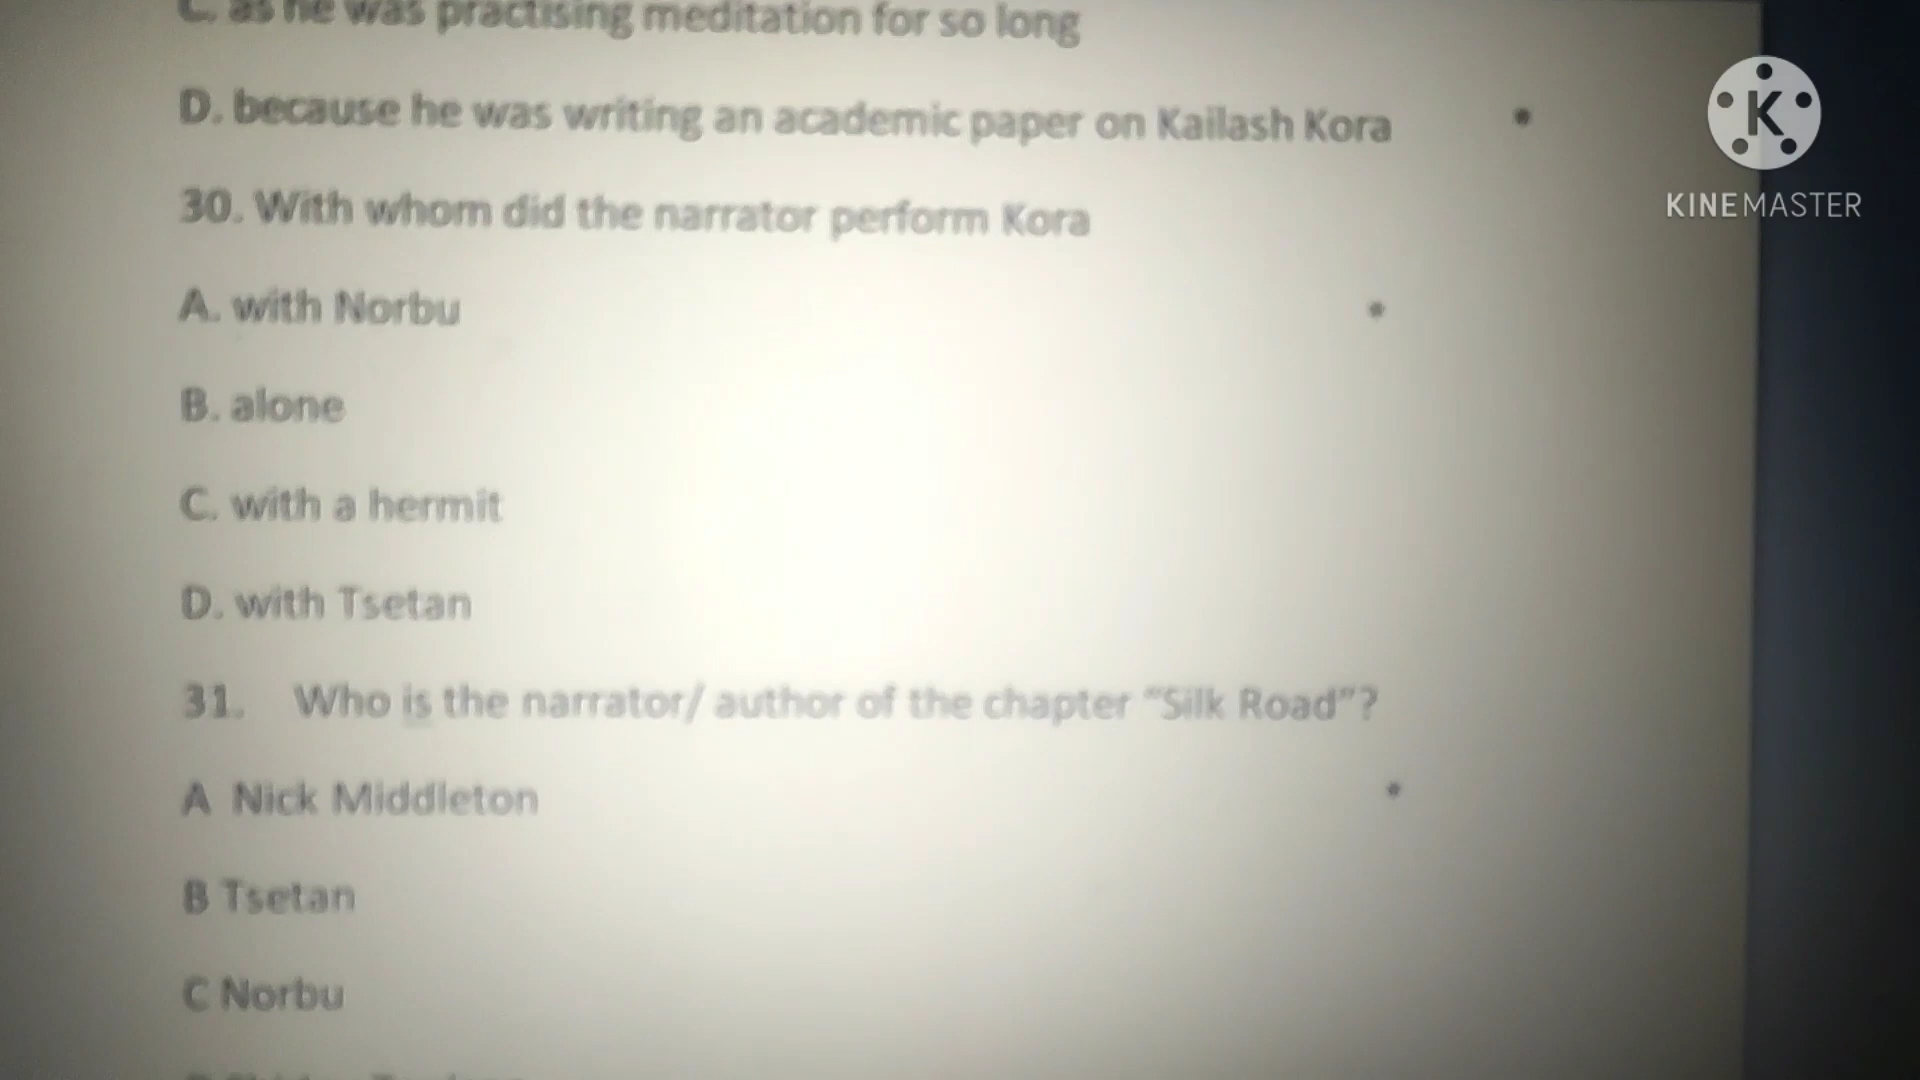 C. as he was practising meditation for so long
D. because he was writing an academic paper on Kailash Kora *
30. With whom did the narrator perform Kora
A. with Norbu *
B. alone
C. with a hermit
D. with Tsetan
31. Who is the narrator/ author of the chapter “Silk Road”?
A Nick Middleton *
B Tsetan
C Norbu
K
KINEMASTER